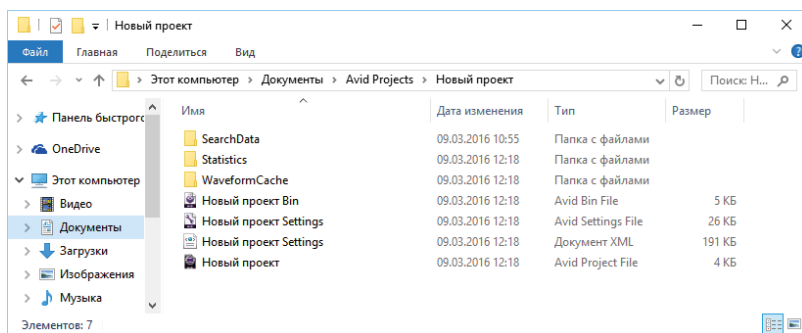 Новый проект
Файл Главная Поделиться Вид
Этот компьютер > Документы > Avid Projects > Новый проект Поиск: Н...
Имя Дата изменения Тип Размер
Панель быстрого
OneDrive
Этот компьютер
Видео
Документы
Загрузки
Изображения
Музыка
SearchData 09.03.2016 10:55 Папка с файлами
Statistics 09.03.2016 12:18 Папка с файлами
WaveformCache 09.03.2016 12:18 Папка с файлами
Новый проект Bin 09.03.2016 12:18 Avid Bin File 5 КБ
Новый проект Settings 09.03.2016 12:18 Avid Settings File 26 КБ
Новый проект Settings 09.03.2016 12:18 Документ XML 191 КБ
Новый проект 09.03.2016 12:18 Avid Project File 4 КБ
Элементов: 7